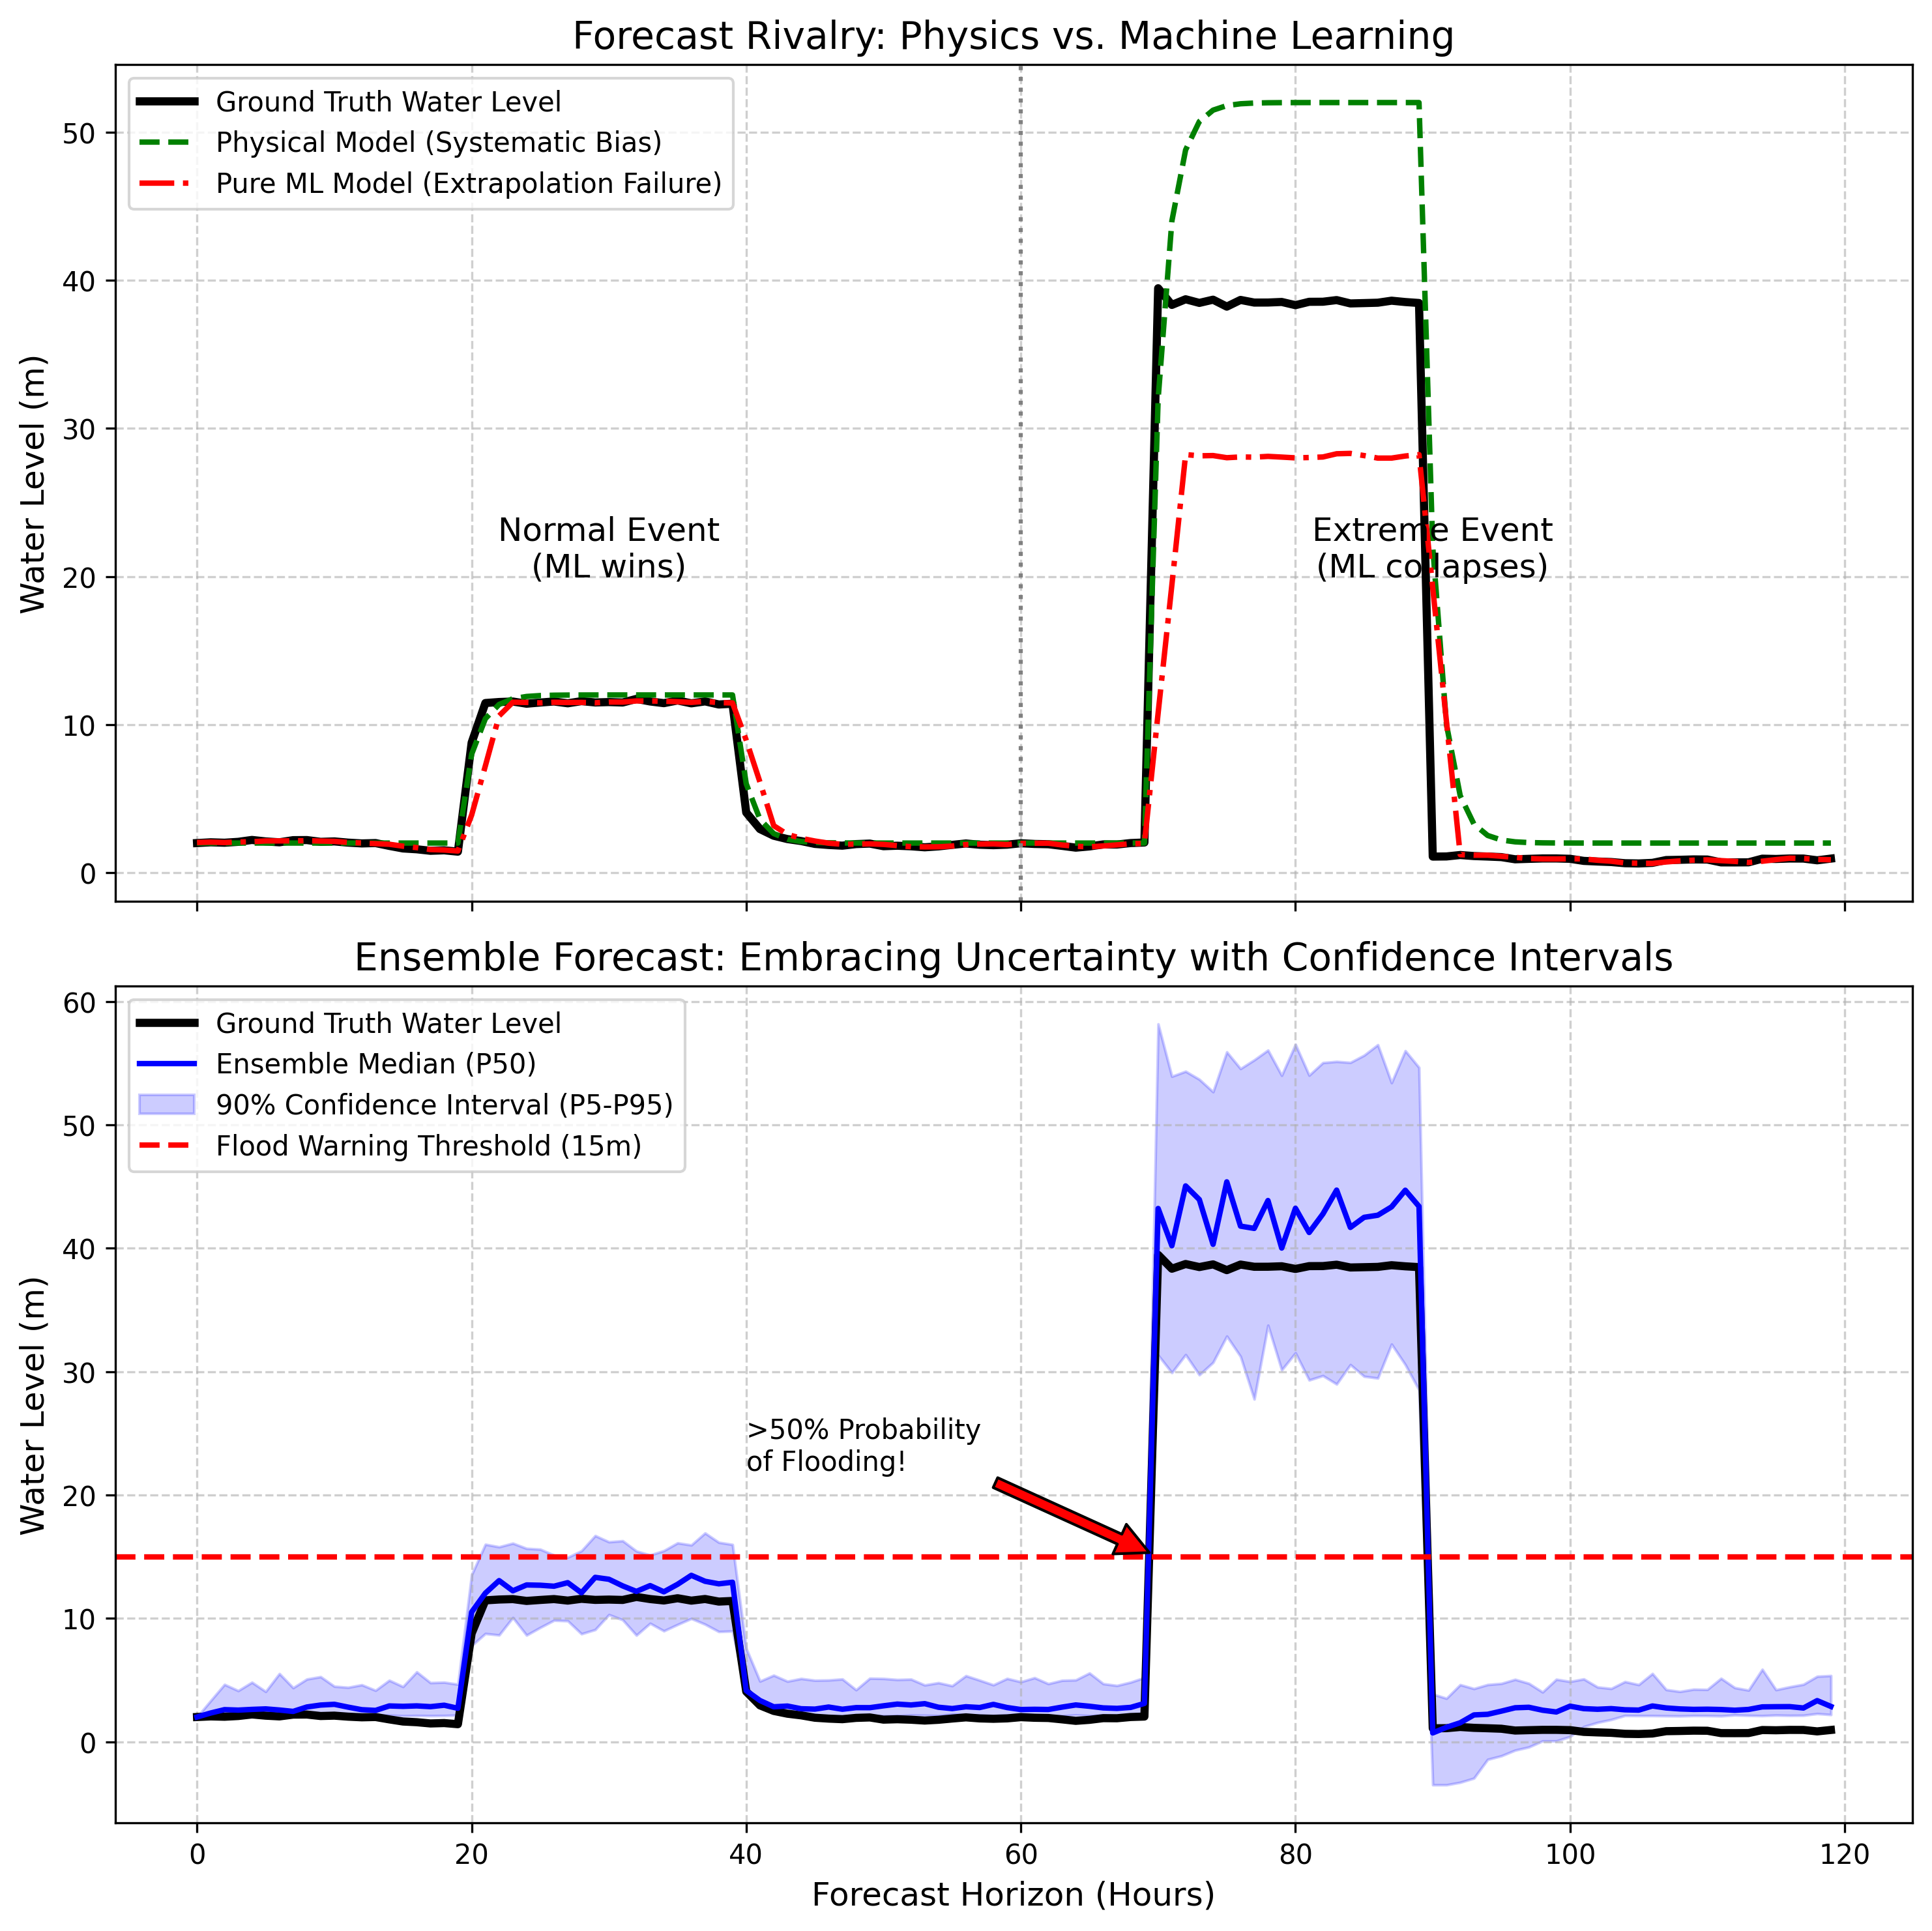 Forecast Rivalry: Physics vs. Machine Learning
Ground Truth Water Level
Physical Model (Systematic Bias)
Pure ML Model (Extrapolation Failure)
Water Level (m)
50
40
30
20
10
0
Normal Event
(ML wins)
Extreme Event
(ML collapses)
Ensemble Forecast: Embracing Uncertainty with Confidence Intervals
Ground Truth Water Level
Ensemble Median (P50)
90% Confidence Interval (P5-P95)
Flood Warning Threshold (15m)
Water Level (m)
60
50
40
30
20
10
0
>50% Probability
of Flooding!
0 20 40 60 80 100 120
Forecast Horizon (Hours)